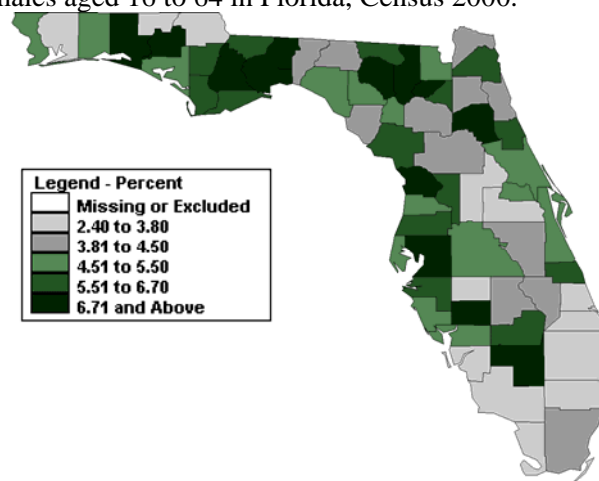 males aged 16 to 64 in Florida, Census 2000.
Legend - Percent
Missing or Excluded
2.40 to 3.80
3.81 to 4.50
4.51 to 5.50
5.51 to 6.70
6.71 and Above